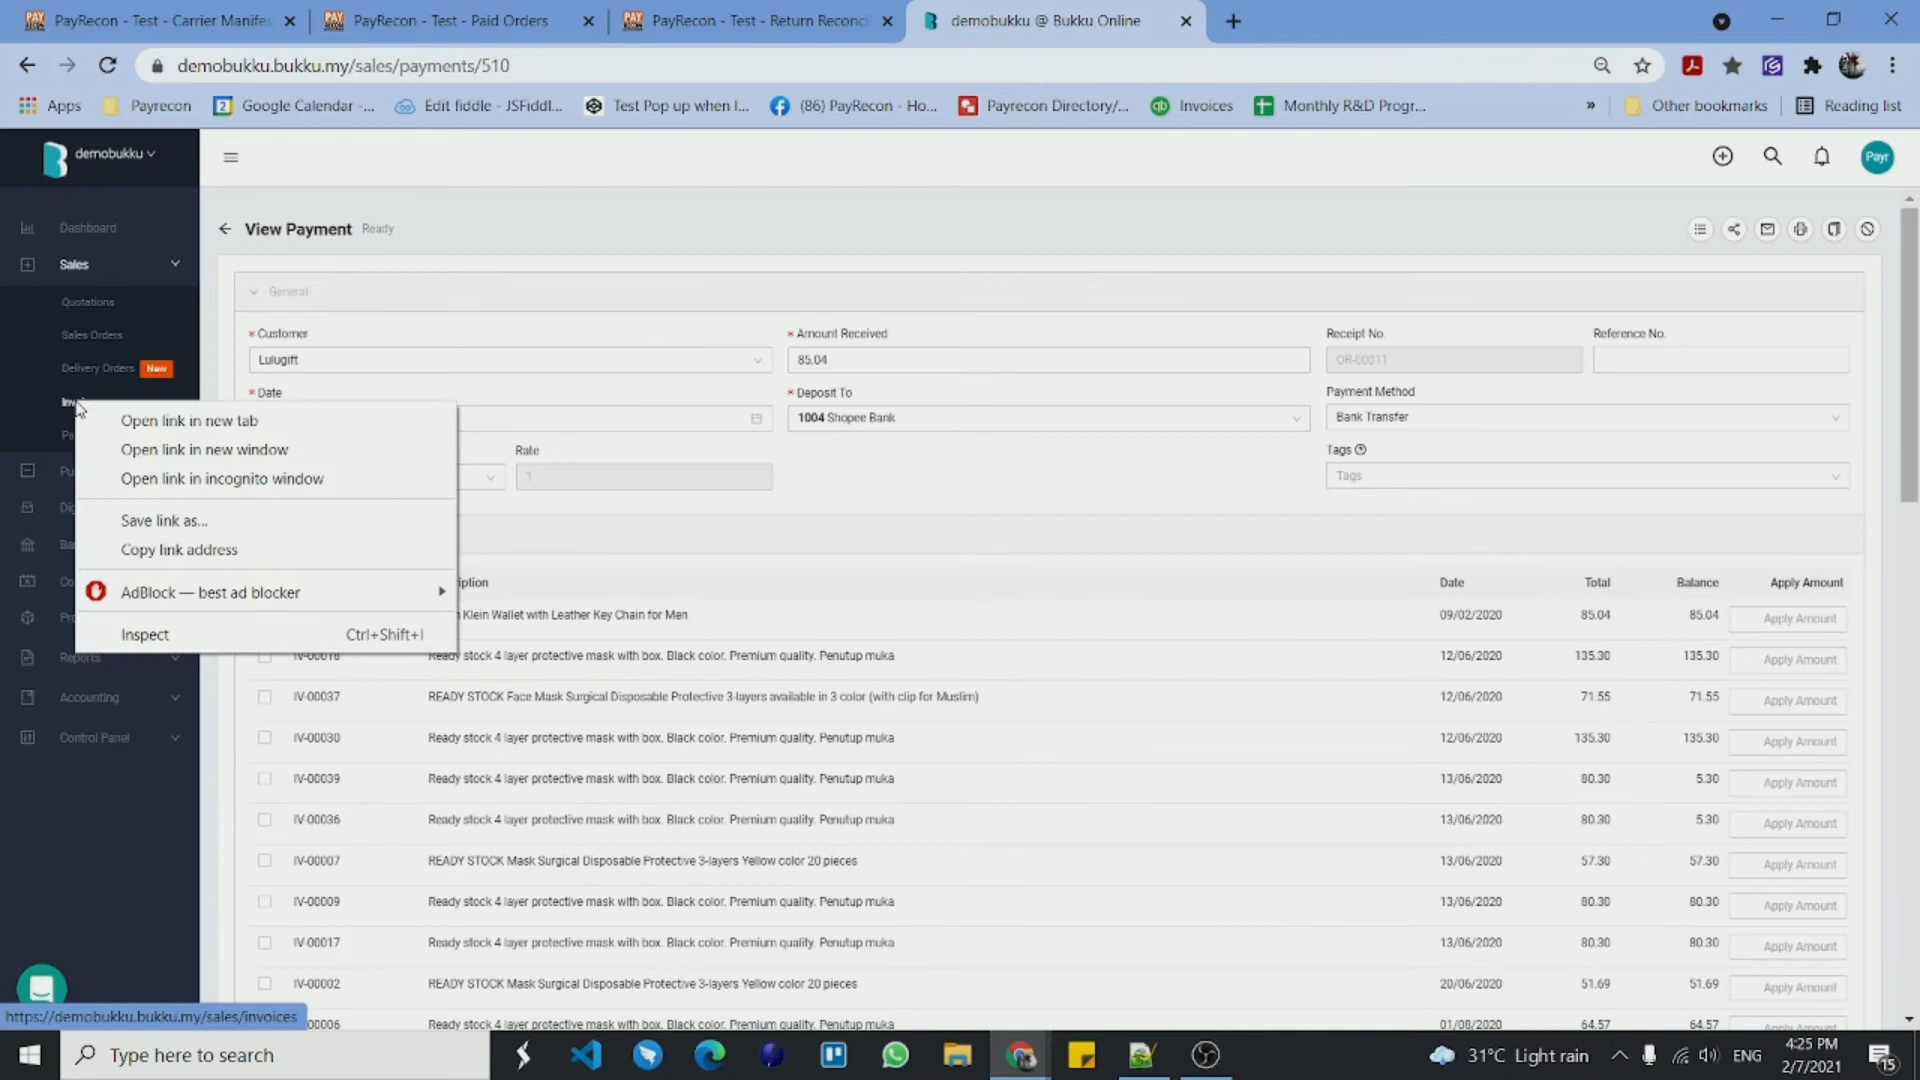 PayRecon - Test - Carrier Manifes
PayRecon - Test - Paid Orders
PayRecon - Test - Return Reconci
demobukku @ Bukku Online
demobukku.bukku.my/sales/payments/510
Apps
Payrecon
Google Calendar -...
Edit fiddle - JSFiddl...
Test Pop up when I...
(86) PayRecon - Ho...
Payrecon Directory/...
Invoices
Monthly R&D Progr...
»
Other bookmarks
Reading list
demobukku
Payr
Dashboard
Sales
Quotations
Sales Orders
Delivery Orders New
Reports
Accounting
Control Panel
View Payment Ready
General
* Customer
Lulugift
* Amount Received
85.04
Receipt No.
OR-00011
Reference No.
* Date
* Deposit To
1004 Shopee Bank
Payment Method
Bank Transfer
Rate
1
Tags
Tags
Open link in new tab
Open link in new window
Open link in incognito window
Save link as...
Copy link address
AdBlock — best ad blocker
Inspect Ctrl+Shift+I
Date Total Balance Apply Amount
Klein Wallet with Leather Key Chain for Men 09/02/2020 85.04 85.04 Apply Amount
IV-00018 Ready stock 4 layer protective mask with box. Black color. Premium quality. Penutup muka 12/06/2020 135.30 135.30 Apply Amount
IV-00037 READY STOCK Face Mask Surgical Disposable Protective 3-layers available in 3 color (with clip for Muslim) 12/06/2020 71.55 71.55 Apply Amount
IV-00030 Ready stock 4 layer protective mask with box. Black color. Premium quality. Penutup muka 12/06/2020 135.30 135.30 Apply Amount
IV-00039 Ready stock 4 layer protective mask with box. Black color. Premium quality. Penutup muka 13/06/2020 80.30 5.30 Apply Amount
IV-00036 Ready stock 4 layer protective mask with box. Black color. Premium quality. Penutup muka 13/06/2020 80.30 5.30 Apply Amount
IV-00007 READY STOCK Mask Surgical Disposable Protective 3-layers Yellow color 20 pieces 13/06/2020 57.30 57.30 Apply Amount
IV-00009 Ready stock 4 layer protective mask with box. Black color. Premium quality. Penutup muka 13/06/2020 80.30 80.30 Apply Amount
IV-00017 Ready stock 4 layer protective mask with box. Black color. Premium quality. Penutup muka 13/06/2020 80.30 80.30 Apply Amount
IV-00002 READY STOCK Mask Surgical Disposable Protective 3-layers Yellow color 20 pieces 20/06/2020 51.69 51.69 Apply Amount
00006 Ready stock 4 layer protective mask with box. Black color. Premium quality. Penutup muka 01/08/2020 64.57 64.57 Apply Amount
https://demobukku.bukku.my/sales/invoices
Type here to search
31°C Light rain
ENG
4:25 PM
2/7/2021
15